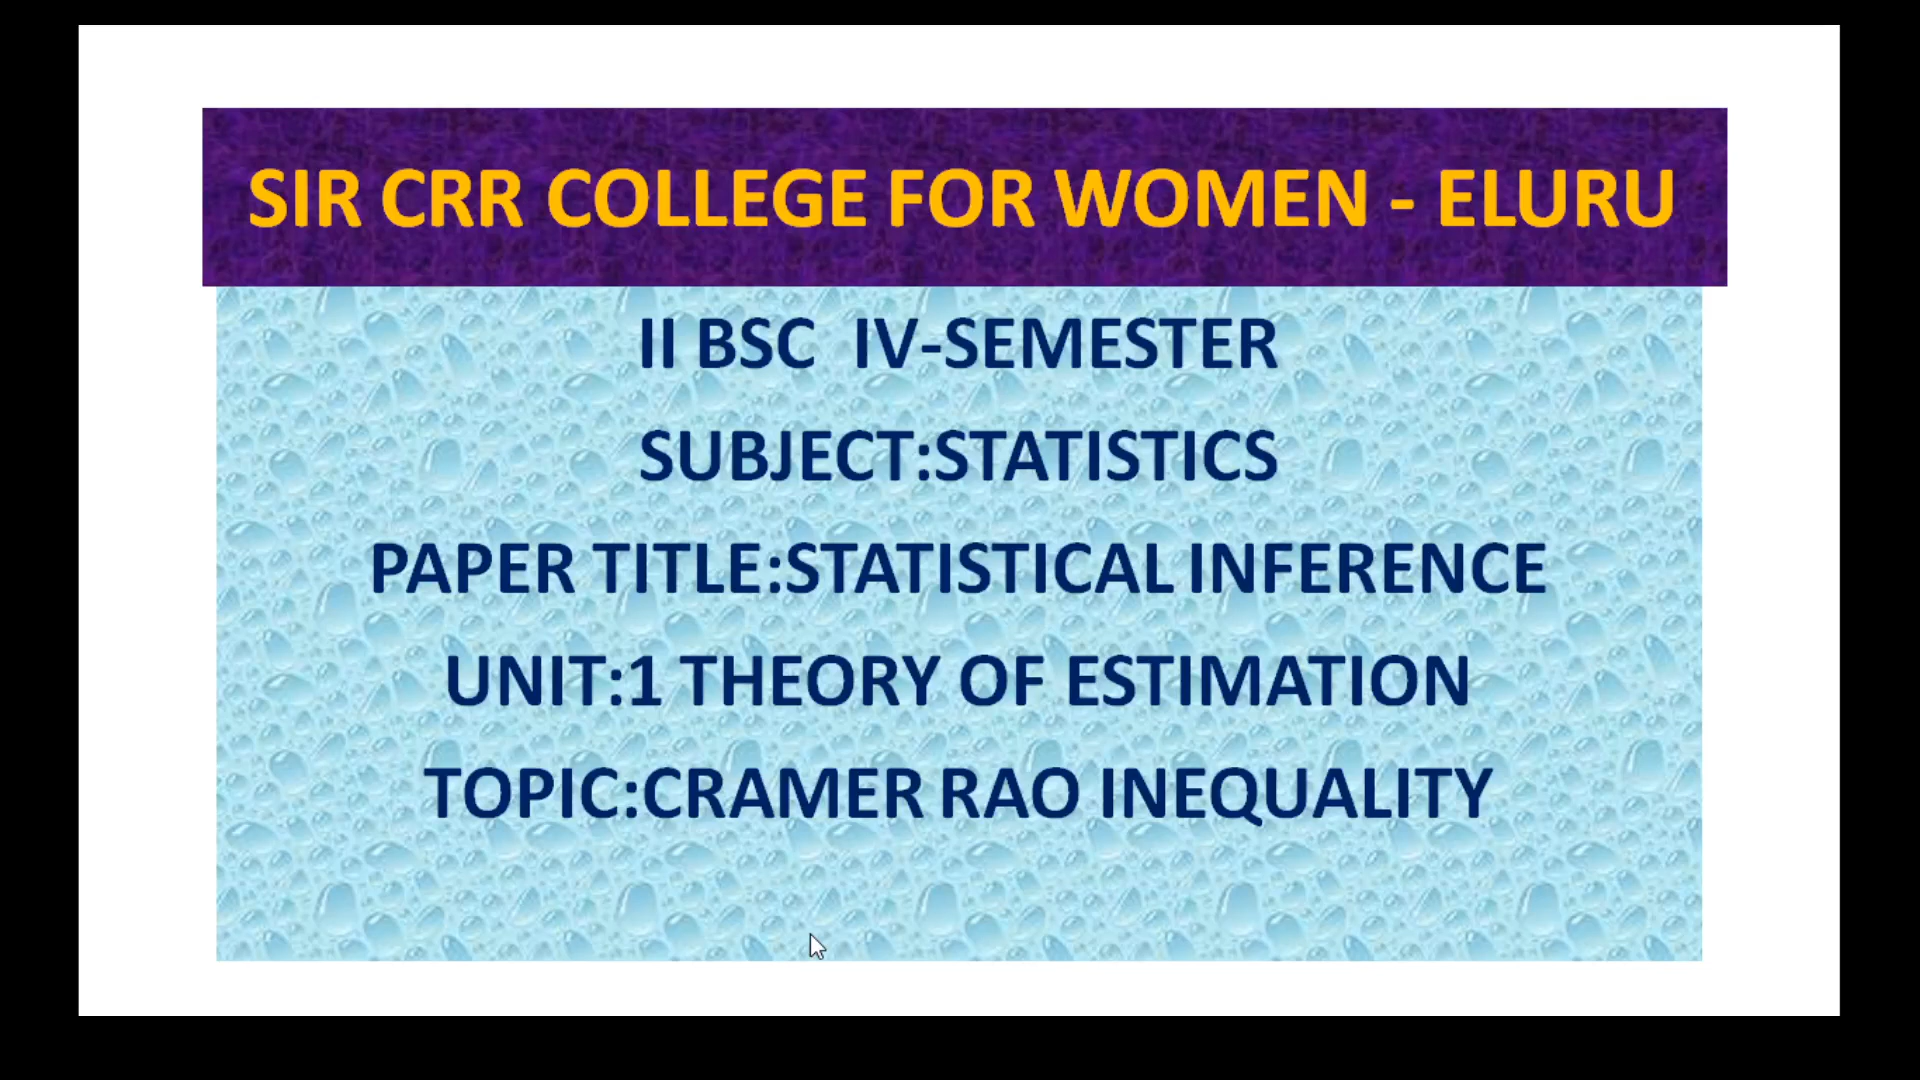 SIR CRR COLLEGE FOR WOMEN - ELURU
II BSC  IV-SEMESTER
SUBJECT:STATISTICS
PAPER TITLE:STATISTICAL INFERENCE
UNIT:1 THEORY OF ESTIMATION
TOPIC:CRAMER RAO INEQUALITY